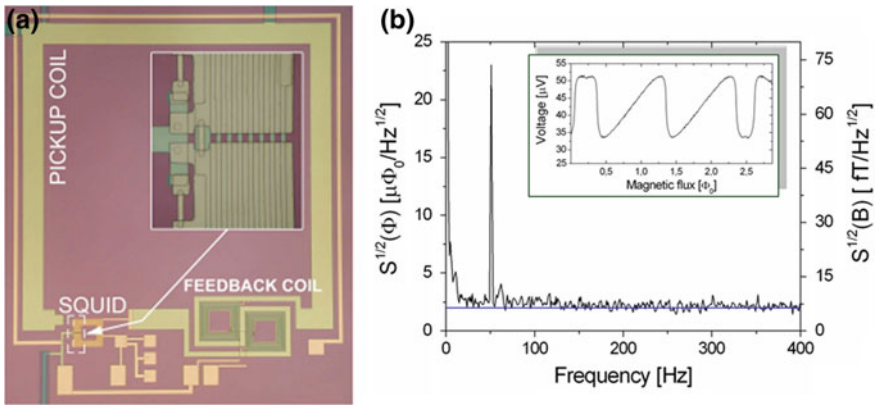 (a)
PICKUP COIL
SQUID
FEEDBACK COIL
(b)
S^{1/2}(Φ) [μΦ₀/Hz^{1/2}]
25
20
15
10
5
0
75
60
45
30
15
0
S^{1/2}(B) [ fT/Hz^{1/2}]
0 100 200 300 400
Frequency [Hz]
Voltage [μV]
55
50
45
40
35
30
25
0,0 0,5 1,0 1,5 2,0 2,5
Magnetic flux [Φ₀]